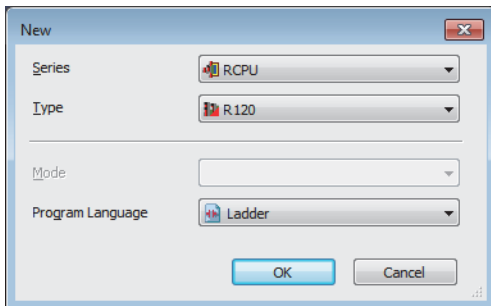 New
Series
RCPU
Type
R120
Mode
Program Language
Ladder
OK
Cancel